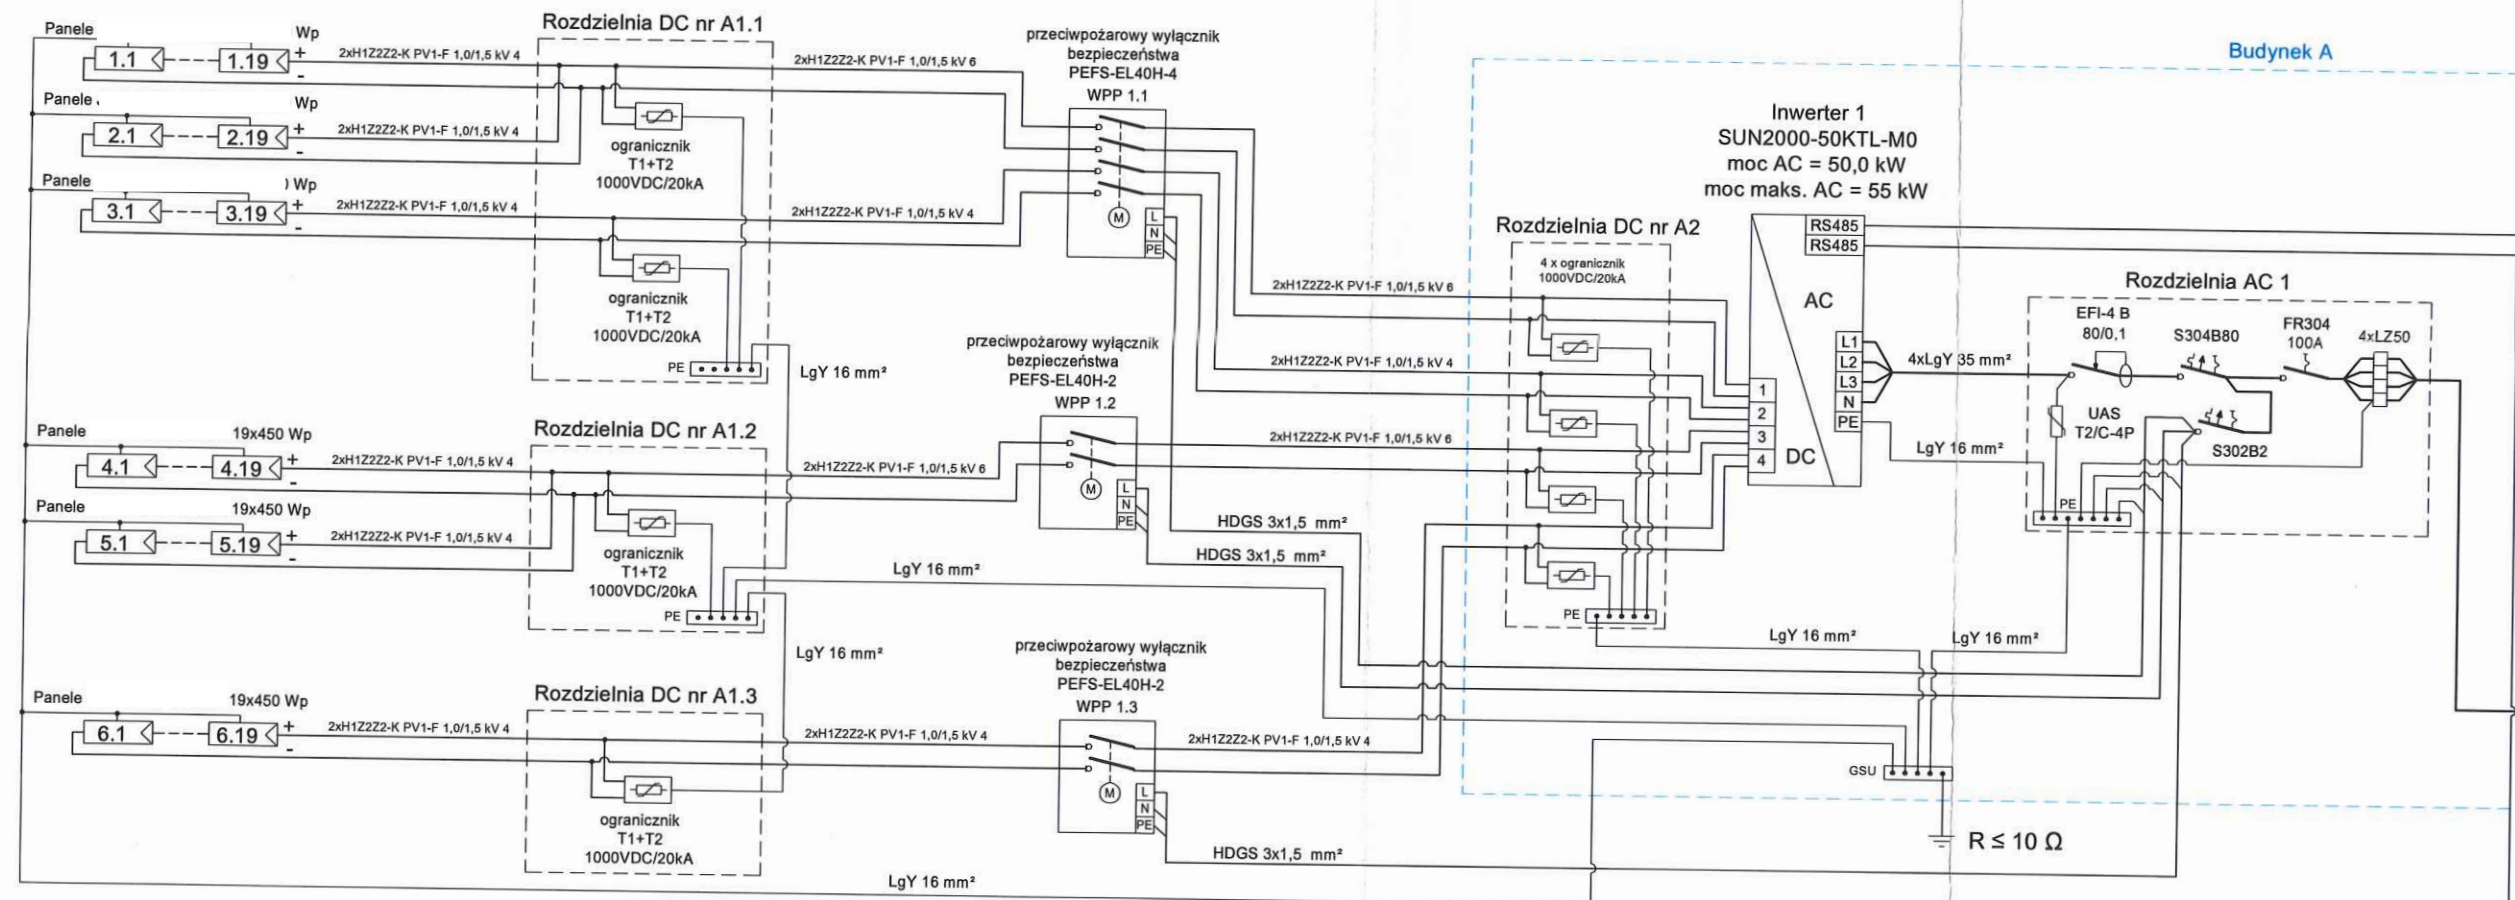 Panele
Wp
1.1
1.19
+
-
2xH1Z2Z2-K PV1-F 1,0/1,5 kV 4
Rozdzielnia DC nr A1.1
2xH1Z2Z2-K PV1-F 1,0/1,5 kV 6
Panele
Wp
2.1
2.19
+
-
2xH1Z2Z2-K PV1-F 1,0/1,5 kV 4
ogranicznik
T1+T2
1000VDC/20kA
Panele
) Wp
3.1
3.19
+
-
2xH1Z2Z2-K PV1-F 1,0/1,5 kV 4
2xH1Z2Z2-K PV1-F 1,0/1,5 kV 4
ogranicznik
T1+T2
1000VDC/20kA
PE
LgY 16 mm²
przeciwpożarowy wyłącznik
bezpieczeństwa
PEFS-EL40H-4
WPP 1.1
M
L
N
PE
Panele
19x450 Wp
4.1
4.19
+
-
2xH1Z2Z2-K PV1-F 1,0/1,5 kV 4
Rozdzielnia DC nr A1.2
2xH1Z2Z2-K PV1-F 1,0/1,5 kV 6
Panele
19x450 Wp
5.1
5.19
+
-
2xH1Z2Z2-K PV1-F 1,0/1,5 kV 4
ogranicznik
T1+T2
1000VDC/20kA
PE
LgY 16 mm²
LgY 16 mm²
przeciwpożarowy wyłącznik
bezpieczeństwa
PEFS-EL40H-2
WPP 1.2
M
L
N
PE
HDGS 3x1,5 mm²
HDGS 3x1,5 mm²
Panele
19x450 Wp
6.1
6.19
+
-
2xH1Z2Z2-K PV1-F 1,0/1,5 kV 4
Rozdzielnia DC nr A1.3
2xH1Z2Z2-K PV1-F 1,0/1,5 kV 4
ogranicznik
T1+T2
1000VDC/20kA
przeciwpożarowy wyłącznik
bezpieczeństwa
PEFS-EL40H-2
WPP 1.3
M
L
N
PE
2xH1Z2Z2-K PV1-F 1,0/1,5 kV 4
HDGS 3x1,5 mm²
LgY 16 mm²
Budynek A
Inwerter 1
SUN2000-50KTL-M0
moc AC = 50,0 kW
moc maks. AC = 55 kW
Rozdzielnia DC nr A2
4 x ogranicznik
1000VDC/20kA
2xH1Z2Z2-K PV1-F 1,0/1,5 kV 6
2xH1Z2Z2-K PV1-F 1,0/1,5 kV 4
2xH1Z2Z2-K PV1-F 1,0/1,5 kV 6
PE
RS485
RS485
AC
L1
L2
L3
N
PE
1
2
3
4
DC
4xLgY 35 mm²
LgY 16 mm²
Rozdzielnia AC 1
EFI-4 B
80/0,1
S304B80
FR304
100A
4xLZ50
UAS
T2/C-4P
S302B2
PE
LgY 16 mm²
LgY 16 mm²
GSU
R ≤ 10 Ω